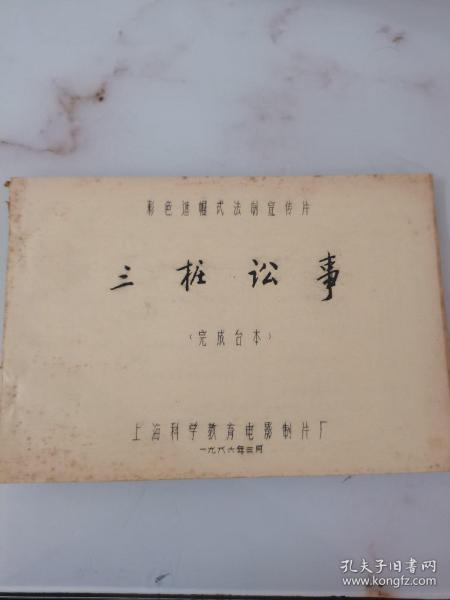 彩色遮幅式法制宣传片
三桩讼事
（完成台本）
上海科学教育电影制片厂
一九八六年三月
孔夫子旧书网
www.kongfz.com